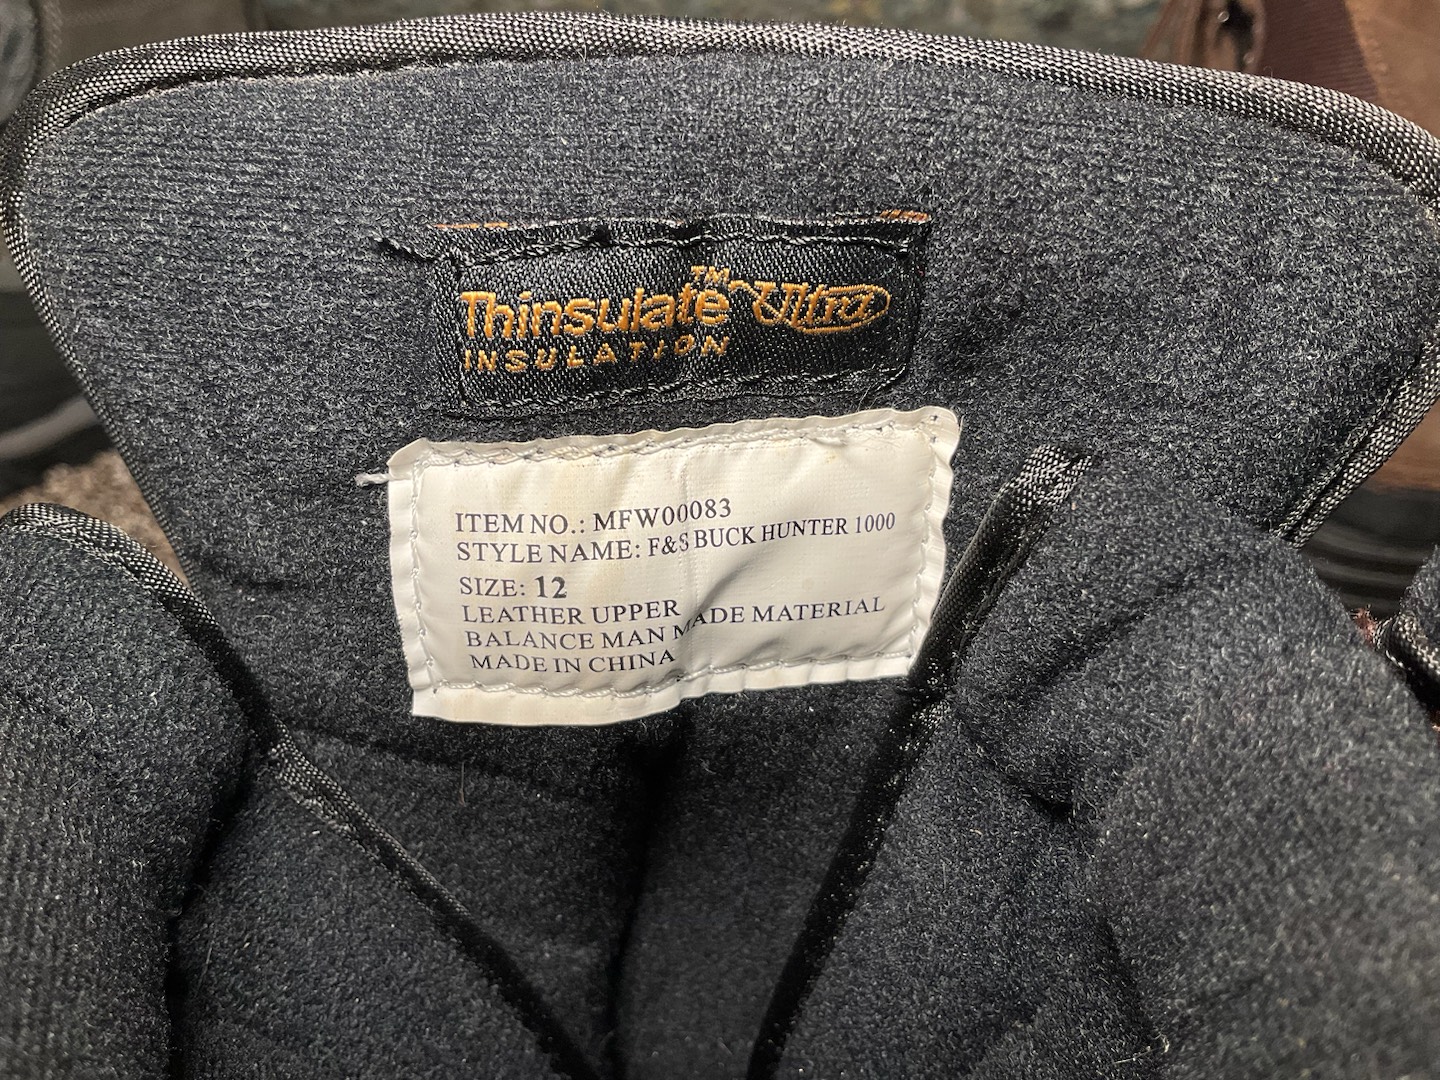 Thinsulate™ Ultra
INSULATION
ITEM NO.: MFW00083
STYLE NAME: F&S BUCK HUNTER 1000
SIZE: 12
LEATHER UPPER
BALANCE MAN MADE MATERIAL
MADE IN CHINA